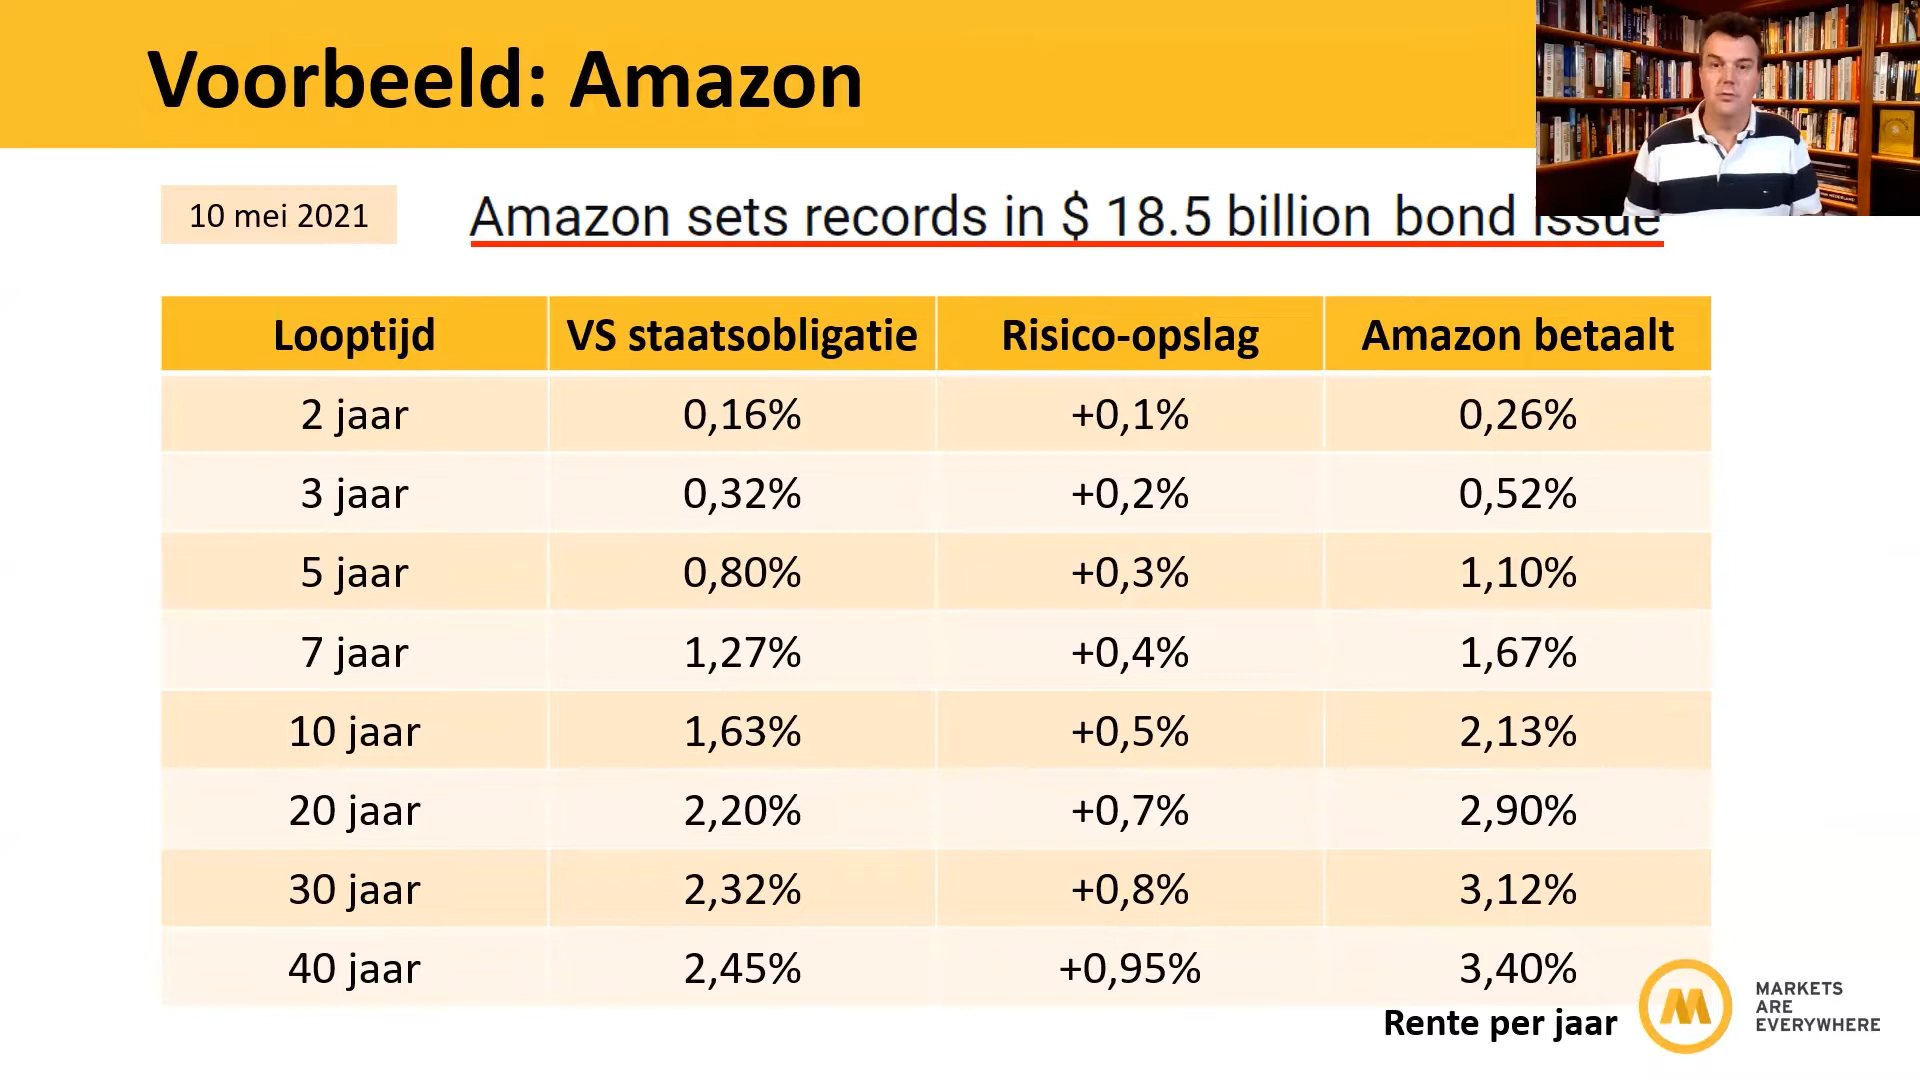 Voorbeeld: Amazon
10 mei 2021
Amazon sets records in $ 18.5 billion bond issue
Looptijd VS staatsobligatie Risico-opslag Amazon betaalt
2 jaar 0,16% +0,1% 0,26%
3 jaar 0,32% +0,2% 0,52%
5 jaar 0,80% +0,3% 1,10%
7 jaar 1,27% +0,4% 1,67%
10 jaar 1,63% +0,5% 2,13%
20 jaar 2,20% +0,7% 2,90%
30 jaar 2,32% +0,8% 3,12%
40 jaar 2,45% +0,95% 3,40%
Rente per jaar
MARKETS
ARE
EVERYWHERE